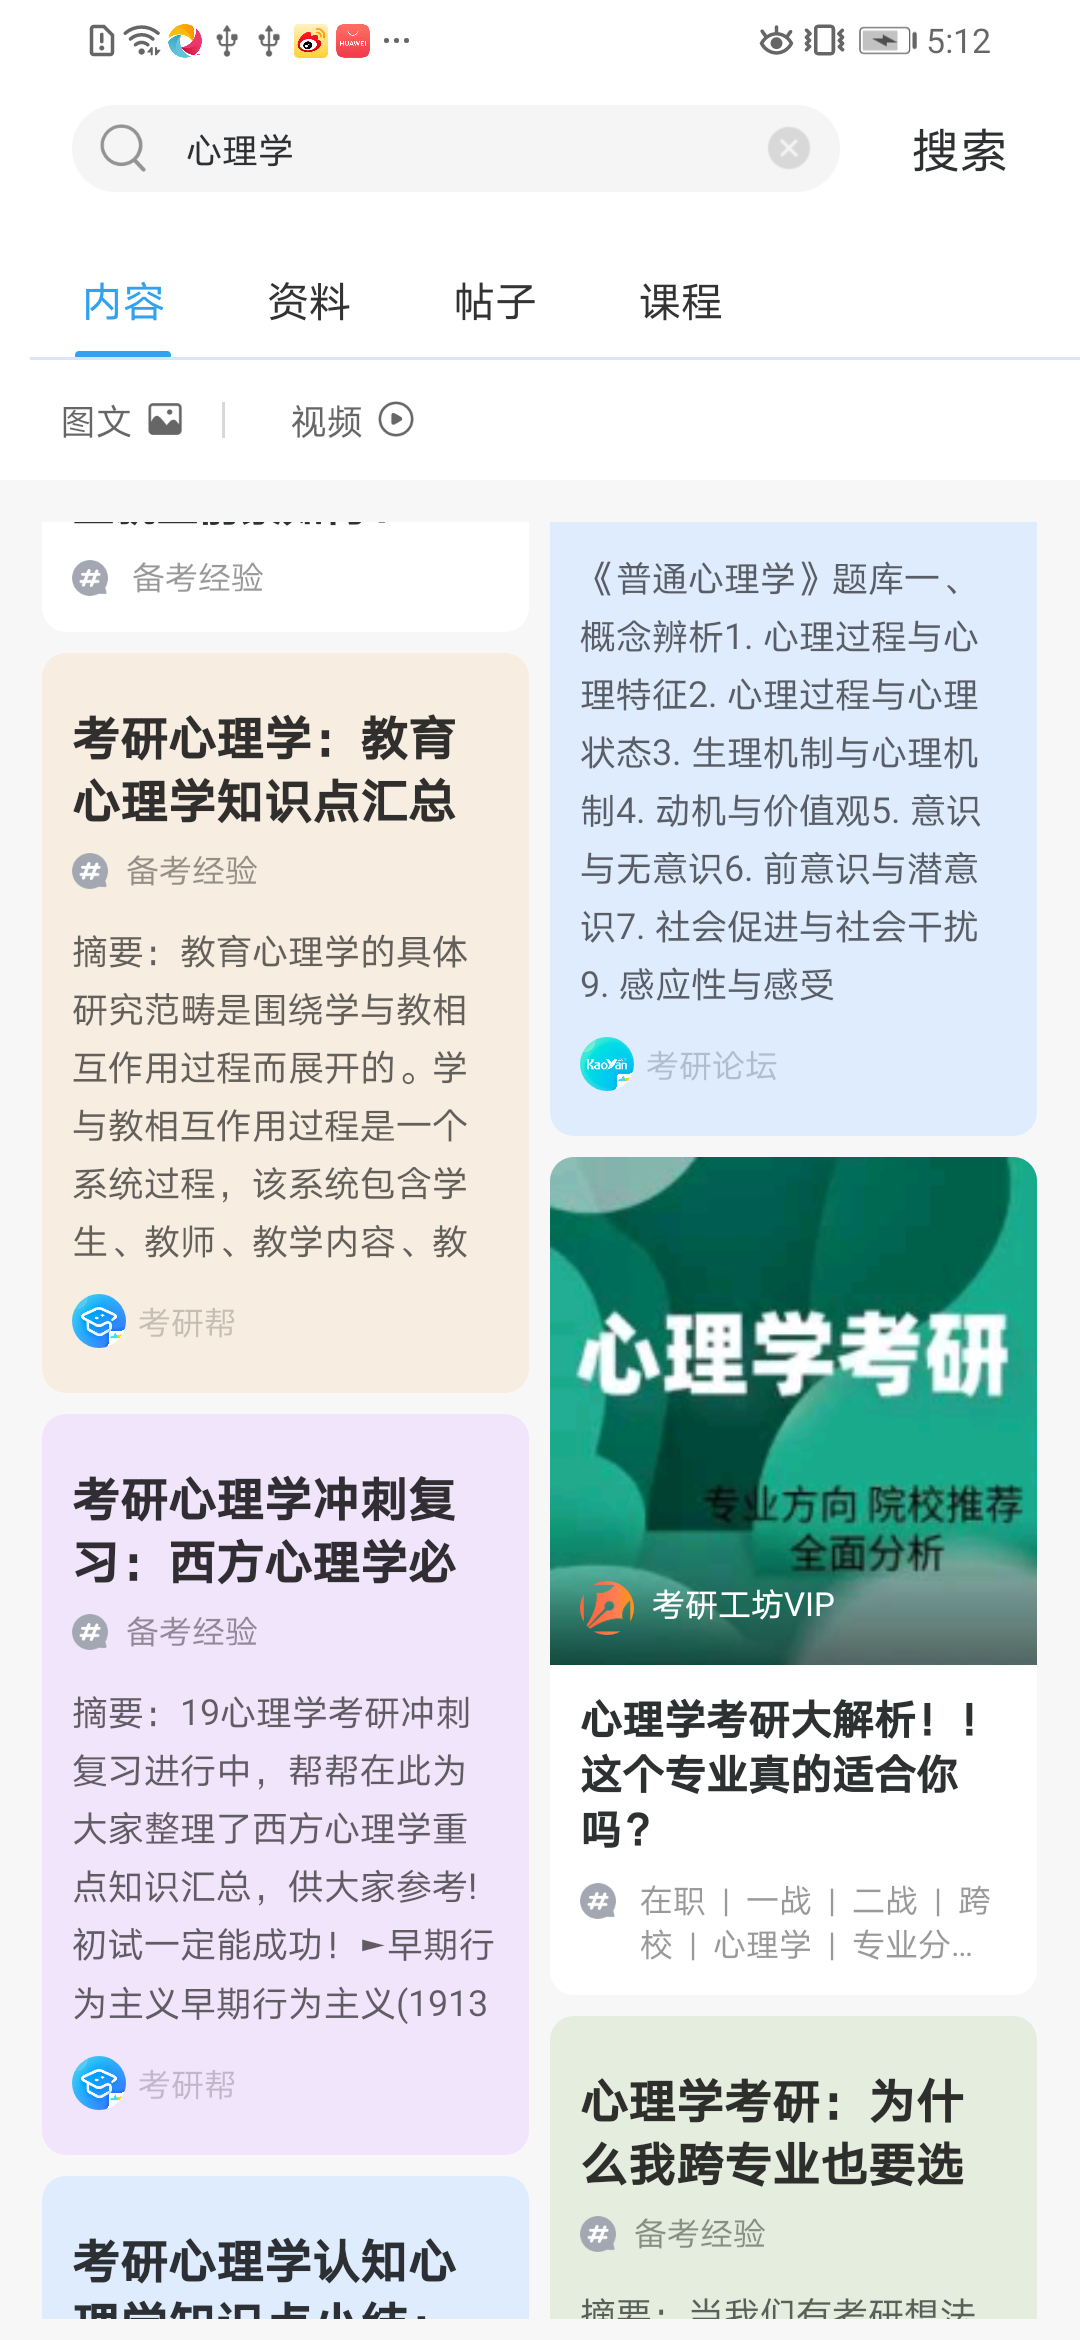 5:12
心理学
搜索
内容
资料
帖子
课程
图文
视频
备考经验
考研心理学：教育
心理学知识点汇总
备考经验
摘要：教育心理学的具体
研究范畴是围绕学与教相
互作用过程而展开的。学
与教相互作用过程是一个
系统过程，该系统包含学
生、教师、教学内容、教
考研帮
考研心理学冲刺复
习：西方心理学必
备考经验
摘要：19心理学考研冲刺
复习进行中，帮帮在此为
大家整理了西方心理学重
点知识汇总，供大家参考!
初试一定能成功！►早期行
为主义早期行为主义(1913
考研帮
考研心理学认知心
理学知识点小结：
《普通心理学》题库一、
概念辨析1. 心理过程与心
理特征2. 心理过程与心理
状态3. 生理机制与心理机
制4. 动机与价值观5. 意识
与无意识6. 前意识与潜意
识7. 社会促进与社会干扰
9. 感应性与感受
KaoYan
考研论坛
心理学考研
专业方向 院校推荐
全面分析
考研工坊VIP
心理学考研大解析！！
这个专业真的适合你
吗？
在职 | 一战 | 二战 | 跨
校 | 心理学 | 专业分...
心理学考研：为什
么我跨专业也要选
备考经验
摘要：当我们有考研想法